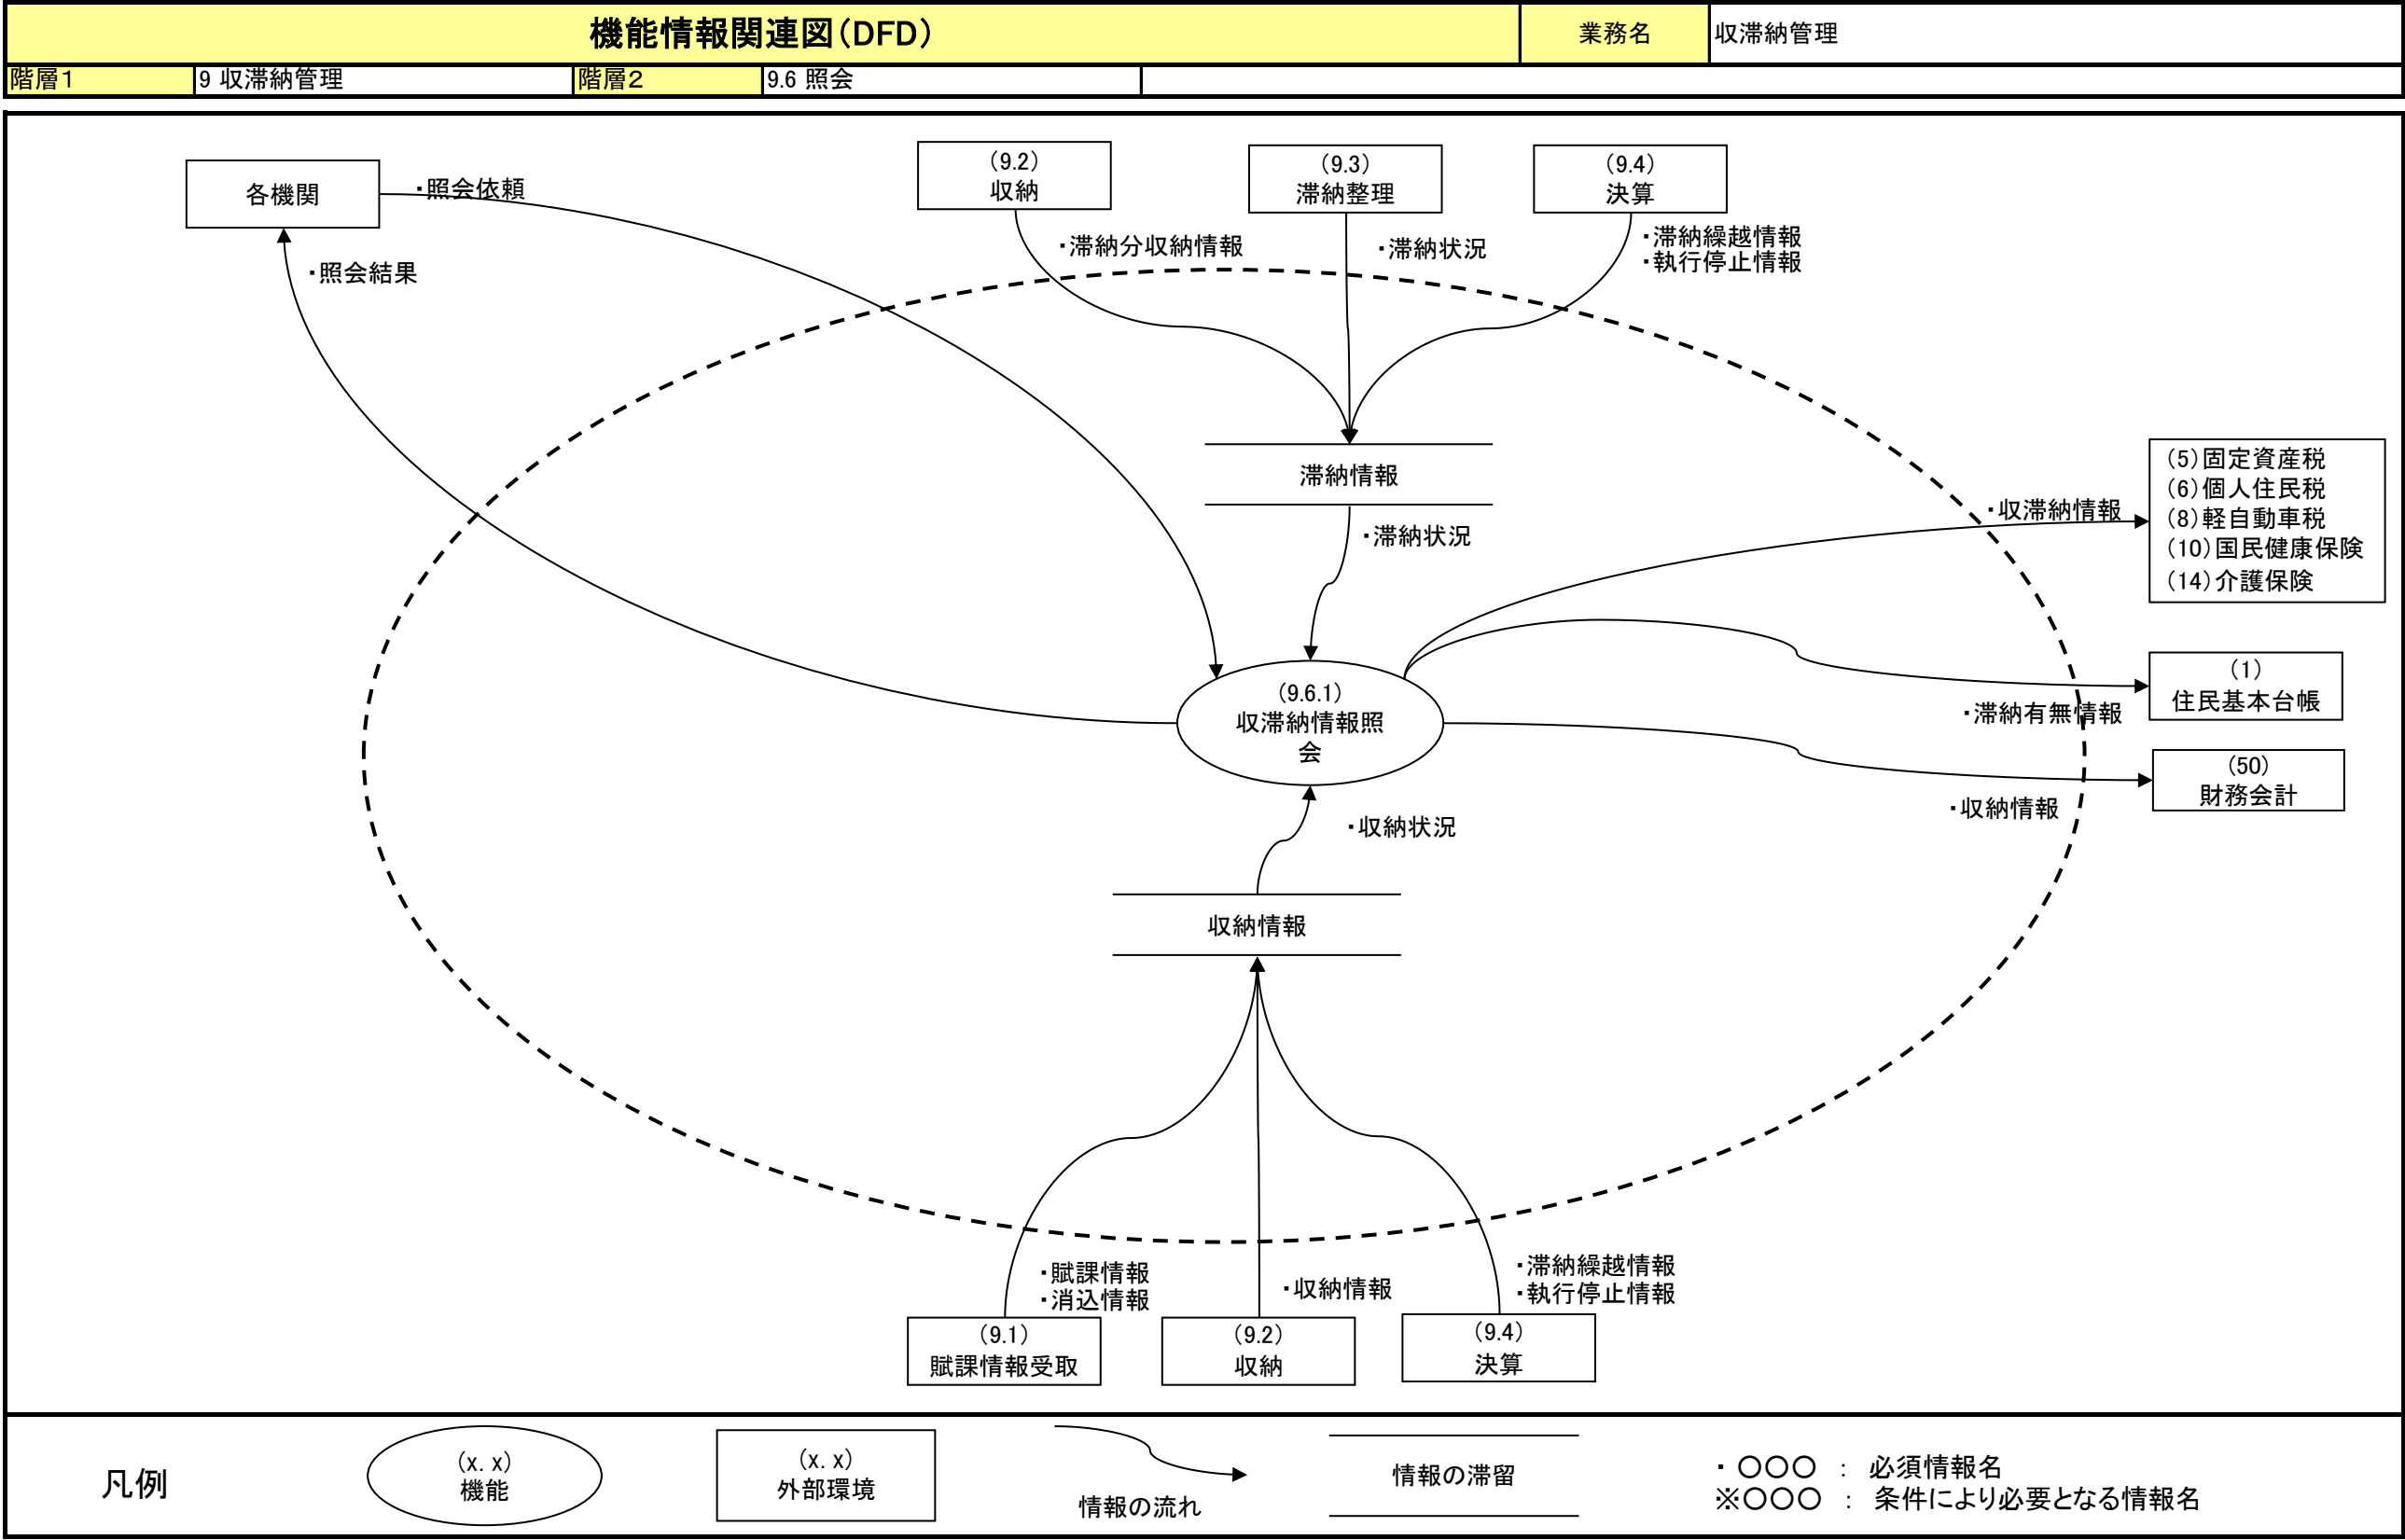 機能情報関連図(DFD)
業務名
収滞納管理
階層1
9 収滞納管理
階層2
9.6 照会
各機関
・照会依頼
・照会結果
(9.2)
収納
(9.3)
滞納整理
(9.4)
決算
・滞納分収納情報
・滞納状況
・滞納繰越情報
・執行停止情報
滞納情報
・滞納状況
・収滞納情報
(5)固定資産税
(6)個人住民税
(8)軽自動車税
(10)国民健康保険
(14)介護保険
(9.6.1)
収滞納情報照
会
(1)
住民基本台帳
・滞納有無情報
(50)
財務会計
・収納情報
・収納状況
収納情報
・賦課情報
・消込情報
・収納情報
・滞納繰越情報
・執行停止情報
(9.1)
賦課情報受取
(9.2)
収納
(9.4)
決算
凡例
(x.x)
機能
(x.x)
外部環境
情報の流れ
情報の滞留
・ 〇〇〇 : 必須情報名
※〇〇〇 : 条件により必要となる情報名